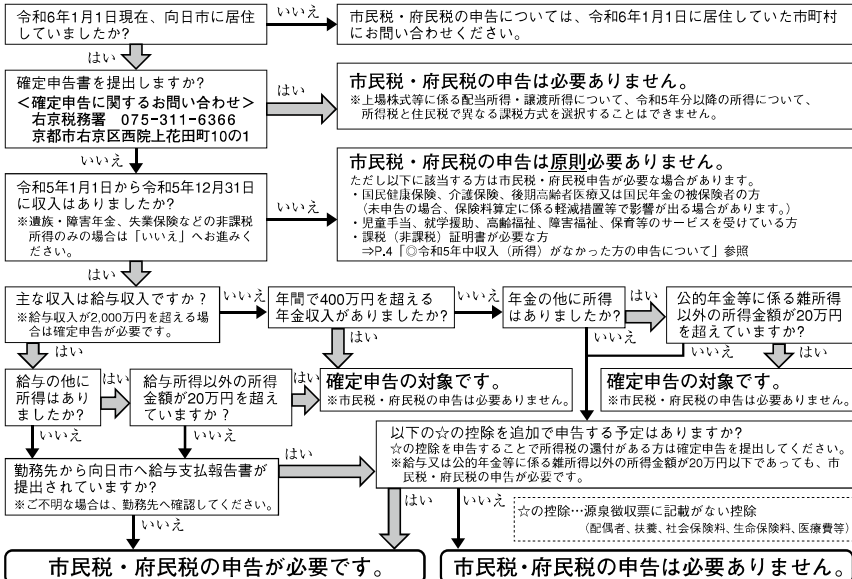 令和6年1月1日現在、向日市に居住
していましたか?
いいえ
市民税・府民税の申告については、令和6年1月1日に居住していた市町村
にお問い合わせください。
はい
確定申告書を提出しますか?
<確定申告に関するお問い合わせ>
右京税務署 075-311-6366
京都市右京区西院上花田町10の1
はい
市民税・府民税の申告は必要ありません。
※上場株式等に係る配当所得・譲渡所得について、令和5年分以降の所得について、
所得税と住民税で異なる課税方式を選択することはできません。
いいえ
令和5年1月1日から令和5年12月31日
に収入はありましたか?
※遺族・障害年金、失業保険などの非課税
所得のみの場合は「いいえ」へお進みく
ださい。
いいえ
市民税・府民税の申告は原則必要ありません。
ただし以下に該当する方は市民税・府民税申告が必要な場合があります。
・国民健康保険、介護保険、後期高齢者医療又は国民年金の被保険者の方
(未申告の場合、保険料算定に係る軽減措置等で影響が出る場合があります。)
・児童手当、就学援助、高齢福祉、障害福祉、保育等のサービスを受けている方
・課税(非課税)証明書が必要な方
⇒P.4「◎令和5年中収入(所得)がなかった方の申告について」参照
はい
主な収入は給与収入ですか?
※給与収入が2,000万円を超える場
合は確定申告が必要です。
いいえ
年間で400万円を超える
年金収入がありましたか?
いいえ
年金の他に所得
はありましたか?
はい
公的年金等に係る雑所得
以外の所得金額が20万円
を超えていますか?
はい
はい
いいえ
いいえ
はい
給与の他に
所得はあり
ましたか?
はい
給与所得以外の所得
金額が20万円を超え
ていますか?
はい
確定申告の対象です。
※市民税・府民税の申告は必要ありません。
確定申告の対象です。
※市民税・府民税の申告は必要ありません。
いいえ
いいえ
勤務先から向日市へ給与支払報告書が
提出されていますか?
※ご不明な場合は、勤務先へ確認してください。
はい
以下の☆の控除を追加で申告する予定はありますか?
☆の控除を申告することで所得税の還付がある方は確定申告を提出してください。
※給与又は公的年金等に係る雑所得以外の所得金額が20万円以下であっても、市
民税・府民税の申告が必要です。
いいえ
はい
いいえ
☆の控除…源泉徴収票に記載がない控除
(配偶者、扶養、社会保険料、生命保険料、医療費等)
市民税・府民税の申告が必要です。
市民税・府民税の申告は必要ありません。